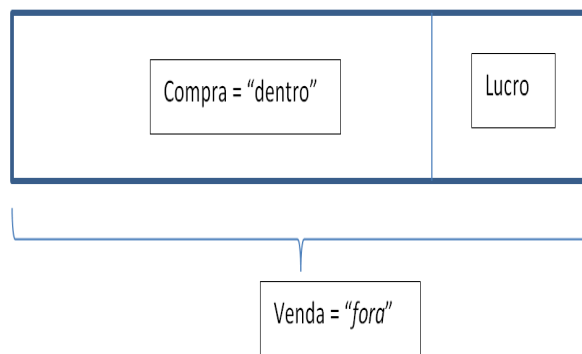 Compra = “dentro”
Lucro
Venda = “fora”